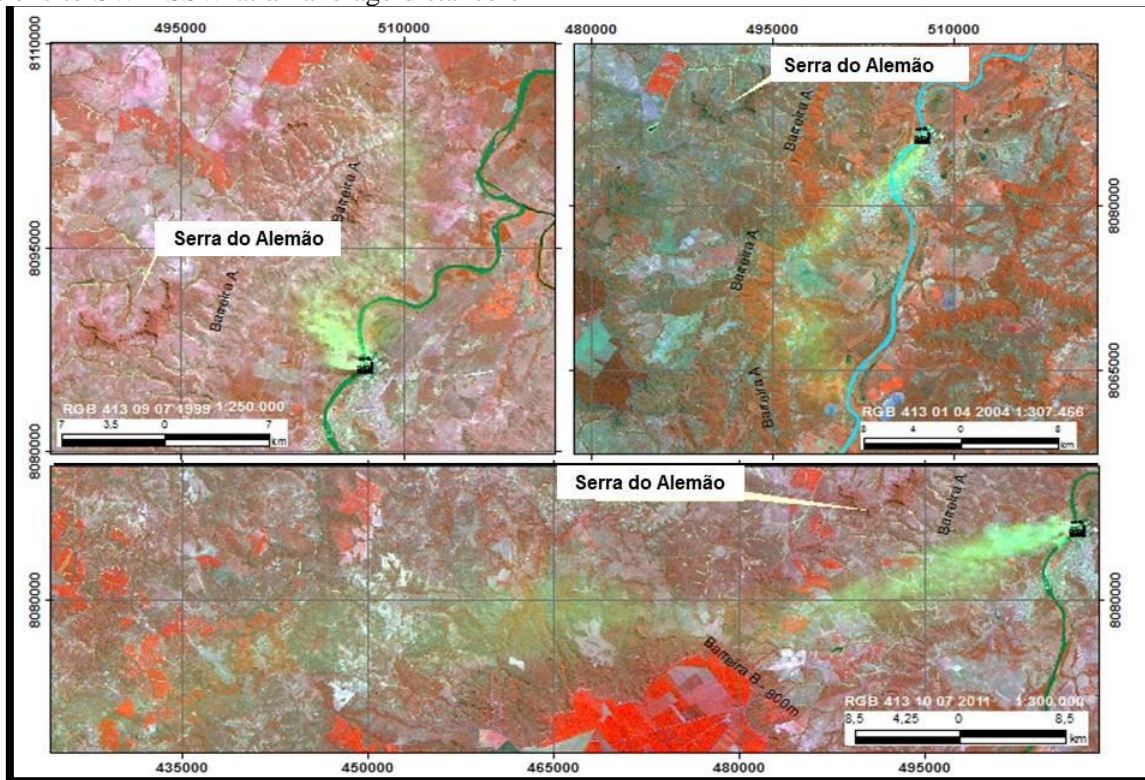 495000 510000
8110000
Barreira A
Serra do Alemão
8095000
Barreira A
RGB 413 09 07 1999 1:250.000
7 3,5 0 7
km
8080000
480000 495000 510000
Serra do Alemão
Barreira A
8080000
Barreira A
8065000
Barreira A
RGB 413 01 04 2004 1:307.466
8 4 0 8
km
Serra do Alemão
Barreira A
8080000
8080000
Barreira B - 800m
RGB 413 10 07 2011 1:300.000
8,5 4,25 0 8,5
km
435000 450000 465000 480000 495000